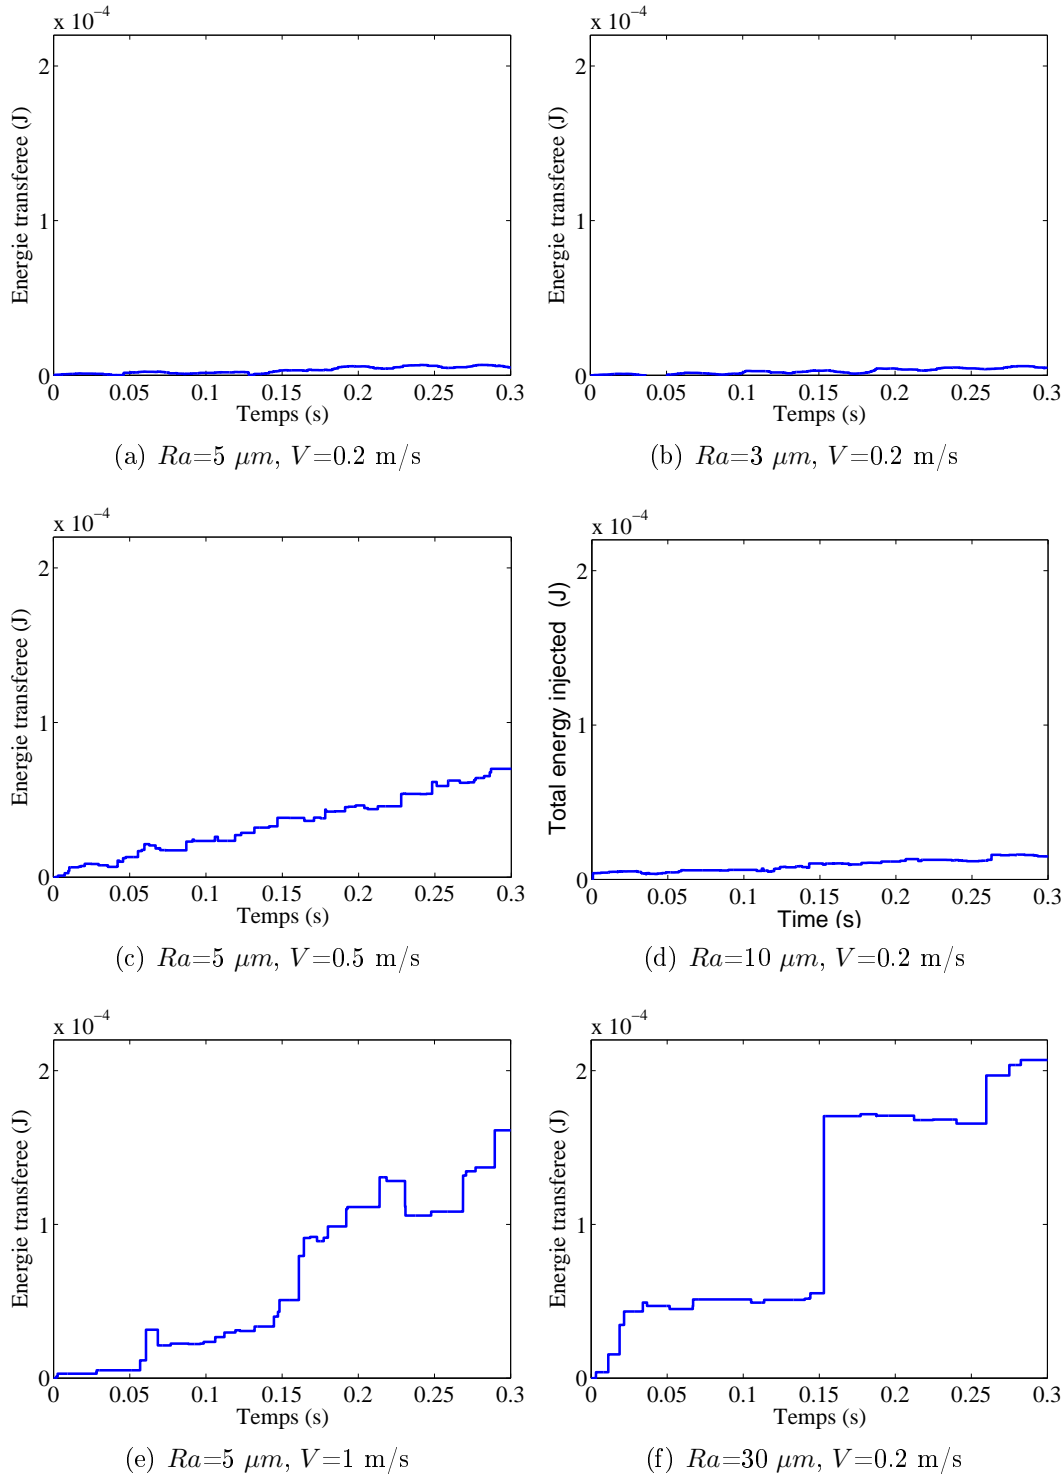 x 10⁻⁴
2
1
0
Energie transferee (J)
0 0.05 0.1 0.15 0.2 0.25 0.3
Temps (s)
(a) Ra=5 μm, V=0.2 m/s
x 10⁻⁴
2
1
0
Energie transferee (J)
0 0.05 0.1 0.15 0.2 0.25 0.3
Temps (s)
(b) Ra=3 μm, V=0.2 m/s
x 10⁻⁴
2
1
0
Energie transferee (J)
0 0.05 0.1 0.15 0.2 0.25 0.3
Temps (s)
(c) Ra=5 μm, V=0.5 m/s
x 10⁻⁴
2
1
0
Total energy injected (J)
0 0.05 0.1 0.15 0.2 0.25 0.3
Time (s)
(d) Ra=10 μm, V=0.2 m/s
x 10⁻⁴
2
1
0
Energie transferee (J)
0 0.05 0.1 0.15 0.2 0.25 0.3
Temps (s)
(e) Ra=5 μm, V=1 m/s
x 10⁻⁴
2
1
0
Energie transferee (J)
0 0.05 0.1 0.15 0.2 0.25 0.3
Temps (s)
(f) Ra=30 μm, V=0.2 m/s